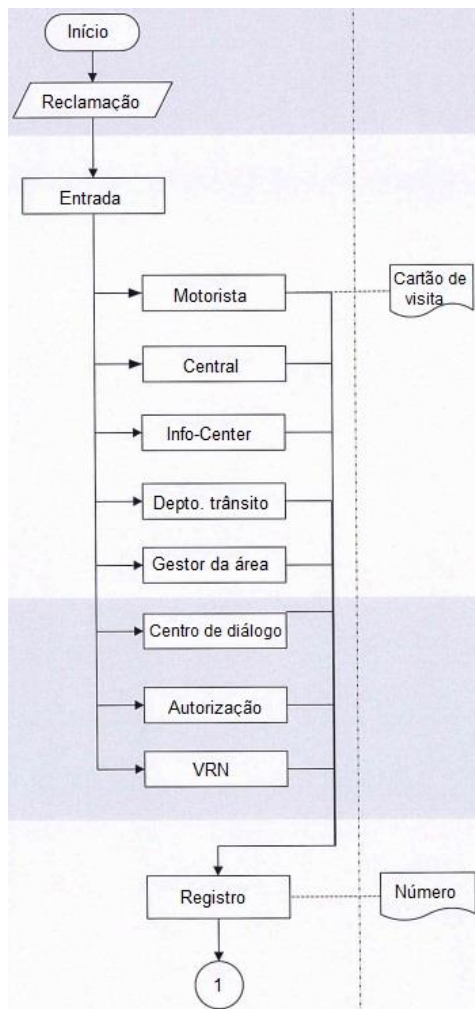 Início
Reclamação
Entrada
Motorista
Cartão de
visita
Central
Info-Center
Depto. trânsito
Gestor da área
Centro de diálogo
Autorização
VRN
Registro
Número
1